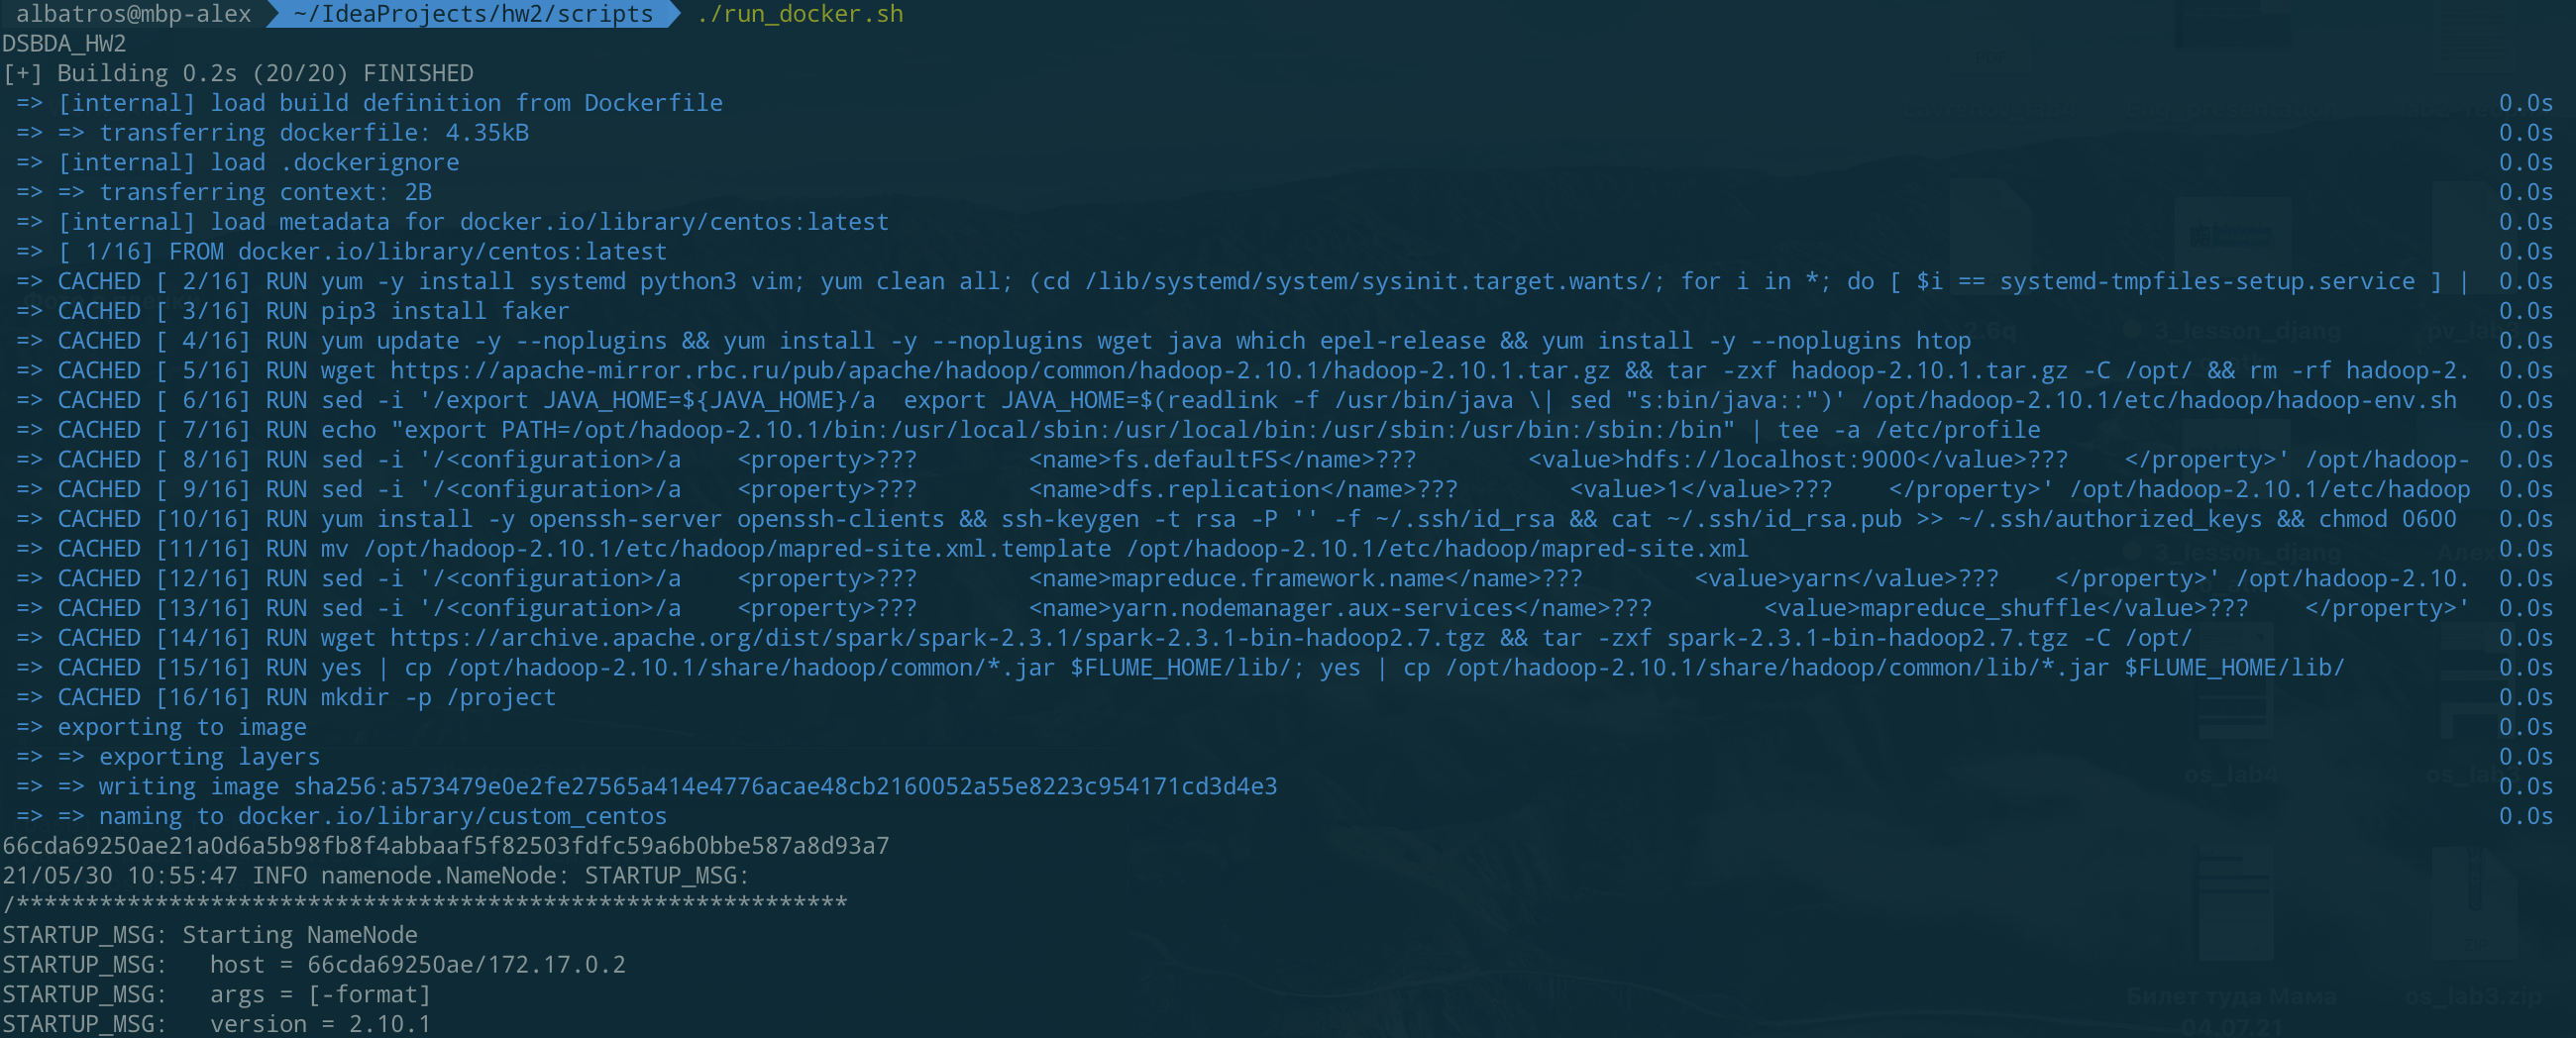 albatros@mbp-alex ~/IdeaProjects/hw2/scripts ./run_docker.sh
DSBDA_HW2
[+] Building 0.2s (20/20) FINISHED
=> [internal] load build definition from Dockerfile 0.0s
=> => transferring dockerfile: 4.35kB 0.0s
=> [internal] load .dockerignore 0.0s
=> => transferring context: 2B 0.0s
=> [internal] load metadata for docker.io/library/centos:latest 0.0s
=> [ 1/16] FROM docker.io/library/centos:latest 0.0s
=> CACHED [ 2/16] RUN yum -y install systemd python3 vim; yum clean all; (cd /lib/systemd/system/sysinit.target.wants/; for i in *; do [ $i == systemd-tmpfiles-setup.service ] | 0.0s
=> CACHED [ 3/16] RUN pip3 install faker 0.0s
=> CACHED [ 4/16] RUN yum update -y --noplugins && yum install -y --noplugins wget java which epel-release && yum install -y --noplugins htop 0.0s
=> CACHED [ 5/16] RUN wget https://apache-mirror.rbc.ru/pub/apache/hadoop/common/hadoop-2.10.1/hadoop-2.10.1.tar.gz && tar -zxf hadoop-2.10.1.tar.gz -C /opt/ && rm -rf hadoop-2. 0.0s
=> CACHED [ 6/16] RUN sed -i '/export JAVA_HOME=${JAVA_HOME}/a  export JAVA_HOME=$(readlink -f /usr/bin/java \| sed "s:bin/java::")' /opt/hadoop-2.10.1/etc/hadoop/hadoop-env.sh 0.0s
=> CACHED [ 7/16] RUN echo "export PATH=/opt/hadoop-2.10.1/bin:/usr/local/sbin:/usr/local/bin:/usr/sbin:/usr/bin:/sbin:/bin" | tee -a /etc/profile 0.0s
=> CACHED [ 8/16] RUN sed -i '/<configuration>/a    <property>???        <name>fs.defaultFS</name>???        <value>hdfs://localhost:9000</value>???    </property>' /opt/hadoop- 0.0s
=> CACHED [ 9/16] RUN sed -i '/<configuration>/a    <property>???        <name>dfs.replication</name>???        <value>1</value>???    </property>' /opt/hadoop-2.10.1/etc/hadoop 0.0s
=> CACHED [10/16] RUN yum install -y openssh-server openssh-clients && ssh-keygen -t rsa -P '' -f ~/.ssh/id_rsa && cat ~/.ssh/id_rsa.pub >> ~/.ssh/authorized_keys && chmod 0600 0.0s
=> CACHED [11/16] RUN mv /opt/hadoop-2.10.1/etc/hadoop/mapred-site.xml.template /opt/hadoop-2.10.1/etc/hadoop/mapred-site.xml 0.0s
=> CACHED [12/16] RUN sed -i '/<configuration>/a    <property>???        <name>mapreduce.framework.name</name>???        <value>yarn</value>???    </property>' /opt/hadoop-2.10. 0.0s
=> CACHED [13/16] RUN sed -i '/<configuration>/a    <property>???        <name>yarn.nodemanager.aux-services</name>???        <value>mapreduce_shuffle</value>???    </property>' 0.0s
=> CACHED [14/16] RUN wget https://archive.apache.org/dist/spark/spark-2.3.1/spark-2.3.1-bin-hadoop2.7.tgz && tar -zxf spark-2.3.1-bin-hadoop2.7.tgz -C /opt/ 0.0s
=> CACHED [15/16] RUN yes | cp /opt/hadoop-2.10.1/share/hadoop/common/*.jar $FLUME_HOME/lib/; yes | cp /opt/hadoop-2.10.1/share/hadoop/common/lib/*.jar $FLUME_HOME/lib/ 0.0s
=> CACHED [16/16] RUN mkdir -p /project 0.0s
=> exporting to image 0.0s
=> => exporting layers 0.0s
=> => writing image sha256:a573479e0e2fe27565a414e4776acae48cb2160052a55e8223c954171cd3d4e3 0.0s
=> => naming to docker.io/library/custom_centos 0.0s
66cda69250ae21a0d6a5b98fb8f4abbaaf5f82503fdfc59a6b0bbe587a8d93a7
21/05/30 10:55:47 INFO namenode.NameNode: STARTUP_MSG:
/************************************************************
STARTUP_MSG: Starting NameNode
STARTUP_MSG:   host = 66cda69250ae/172.17.0.2
STARTUP_MSG:   args = [-format]
STARTUP_MSG:   version = 2.10.1
3_lesson_djang
3_lesson_djang
os_lab4
Билет туда Мама
04.07.21
os_lab3.zip